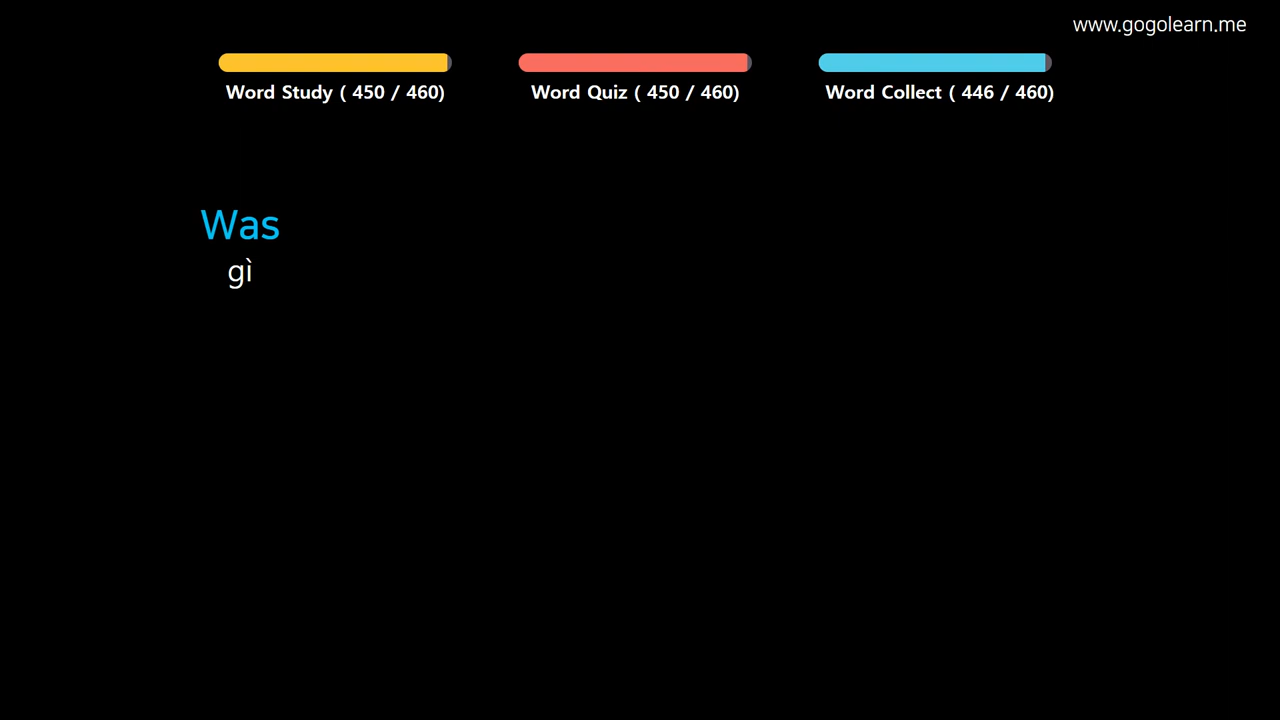 www.gogolearn.me
Word Study ( 450 / 460)
Word Quiz ( 450 / 460)
Word Collect ( 446 / 460)
Was
gì